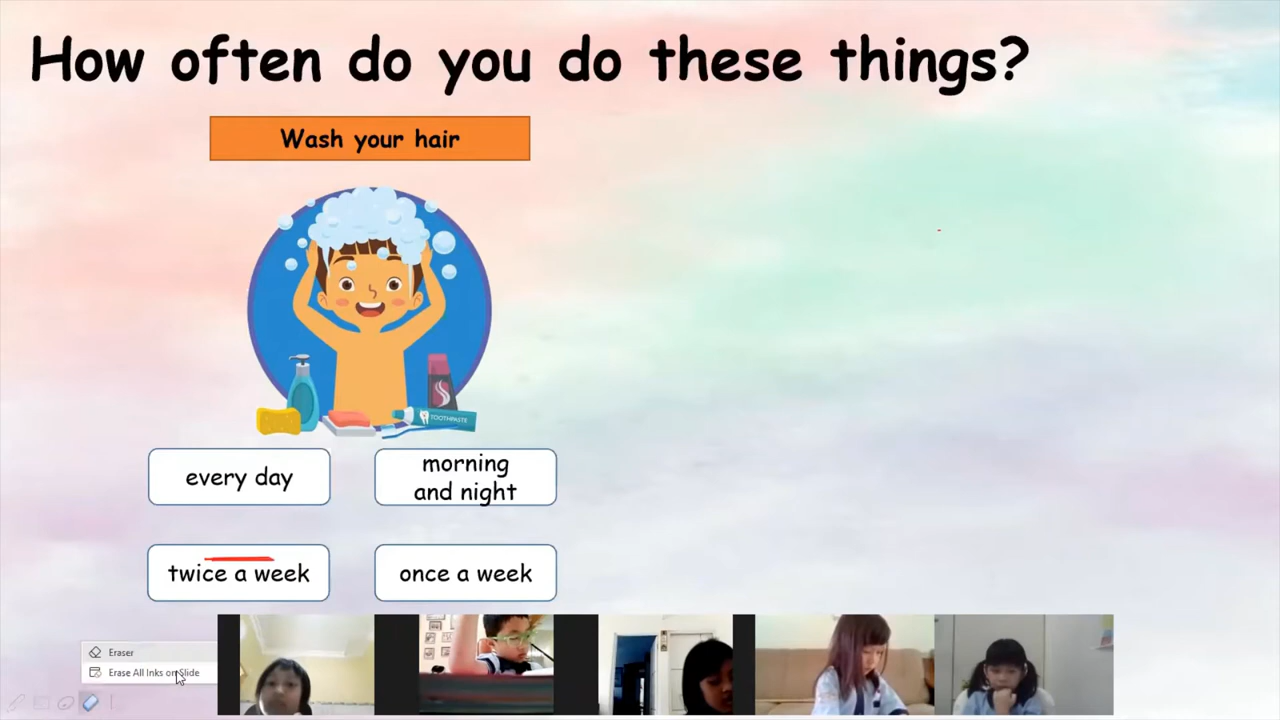 How often do you do these things?
Wash your hair
TOOTHPASTE
every day
morning
and night
twice a week
once a week
Eraser
Erase All Inks on Slide